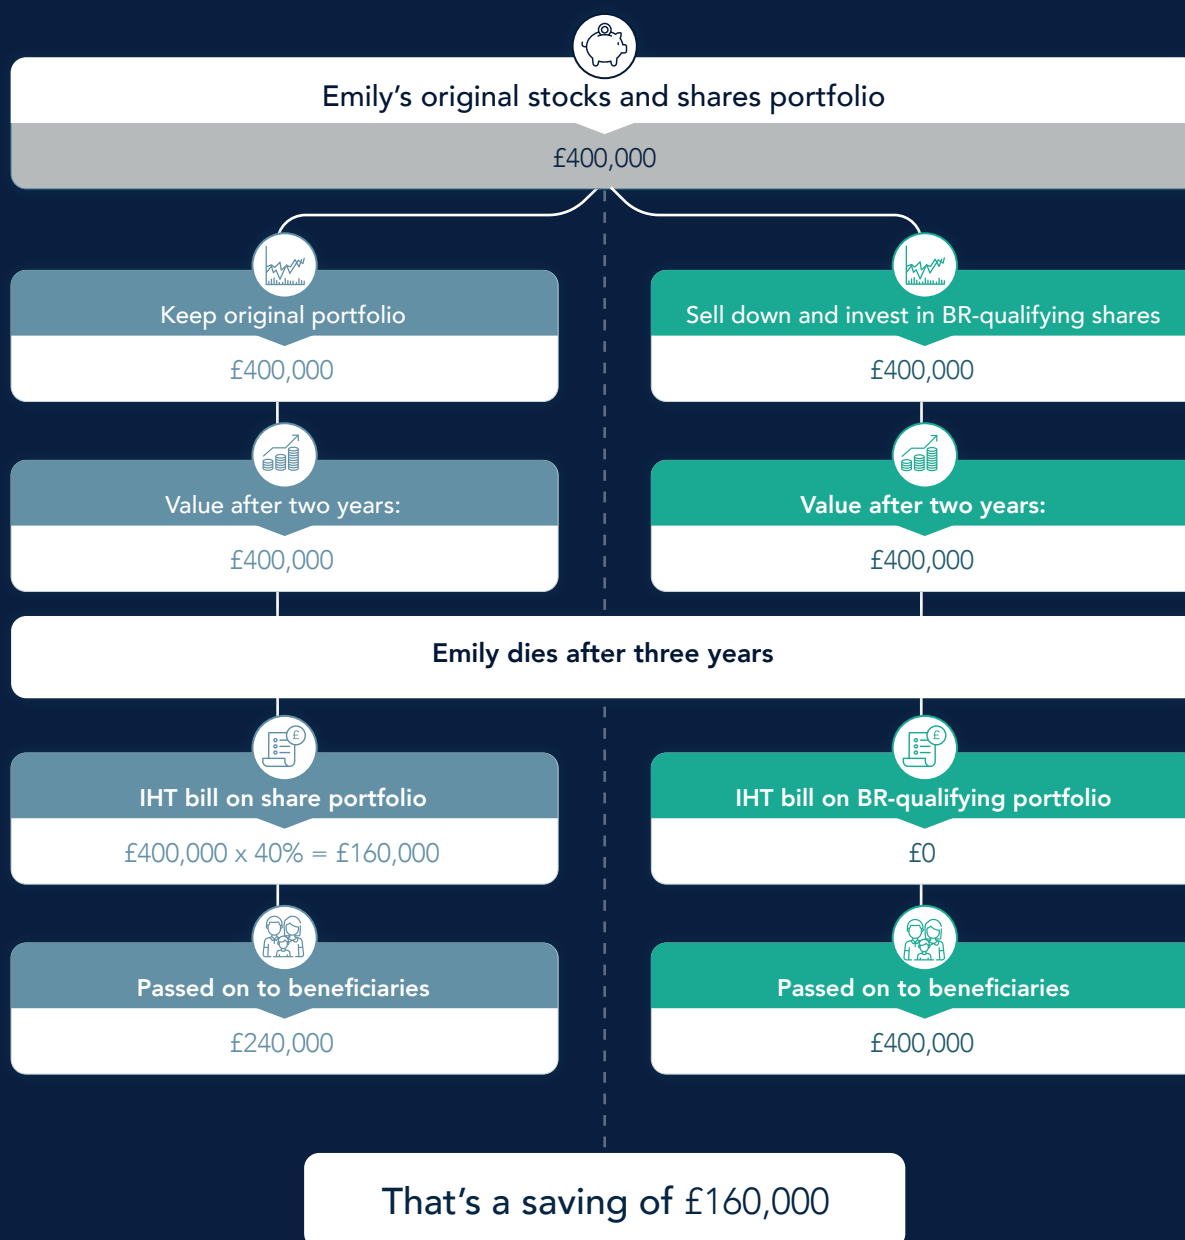 Emily’s original stocks and shares portfolio
£400,000
Keep original portfolio
£400,000
Sell down and invest in BR-qualifying shares
£400,000
Value after two years:
£400,000
Value after two years:
£400,000
Emily dies after three years
£
IHT bill on share portfolio
£400,000 x 40% = £160,000
£
IHT bill on BR-qualifying portfolio
£0
Passed on to beneficiaries
£240,000
Passed on to beneficiaries
£400,000
That’s a saving of £160,000